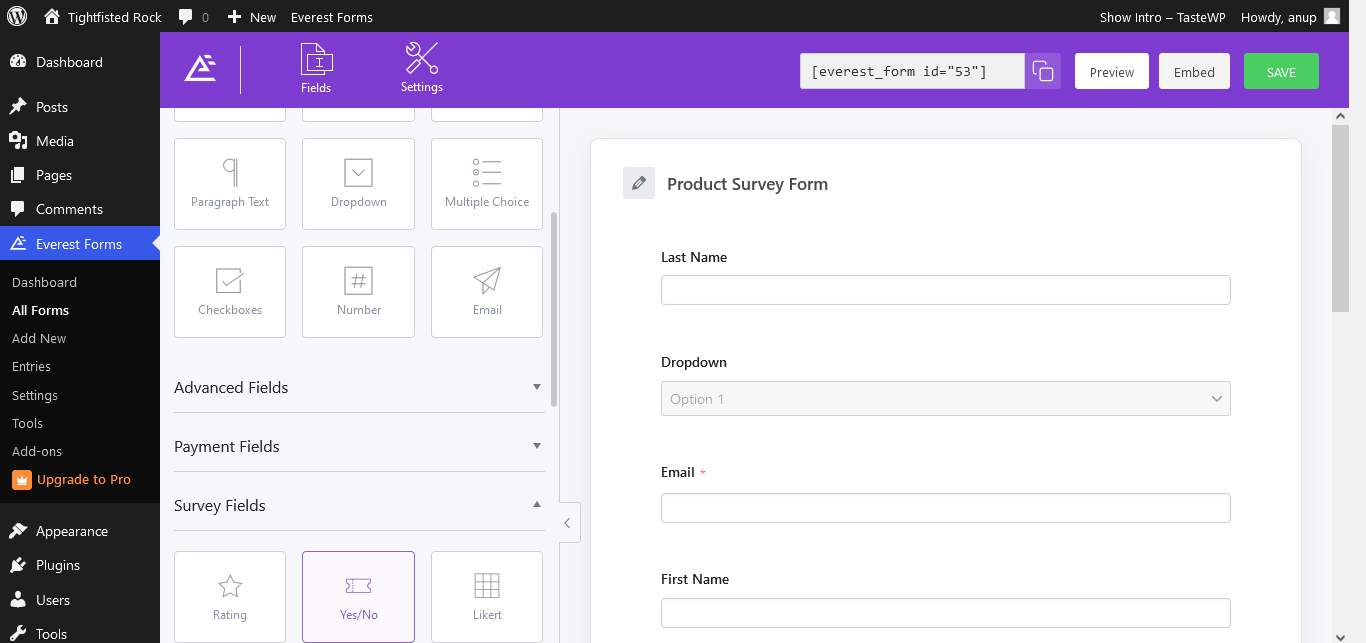 Tightfisted Rock 0 New Everest Forms Show Intro – TasteWP Howdy, anup
Dashboard
Posts
Media
Pages
Comments
Everest Forms
Dashboard
All Forms
Add New
Entries
Settings
Tools
Add-ons
Upgrade to Pro
Appearance
Plugins
Users
Tools
Fields
Settings
[everest_form id="53"]
Preview
Embed
SAVE
Paragraph Text
Dropdown
Multiple Choice
Checkboxes
Number
Email
Advanced Fields
Payment Fields
Survey Fields
Rating
Yes/No
Likert
Product Survey Form
Last Name
Dropdown
Option 1
Email *
First Name